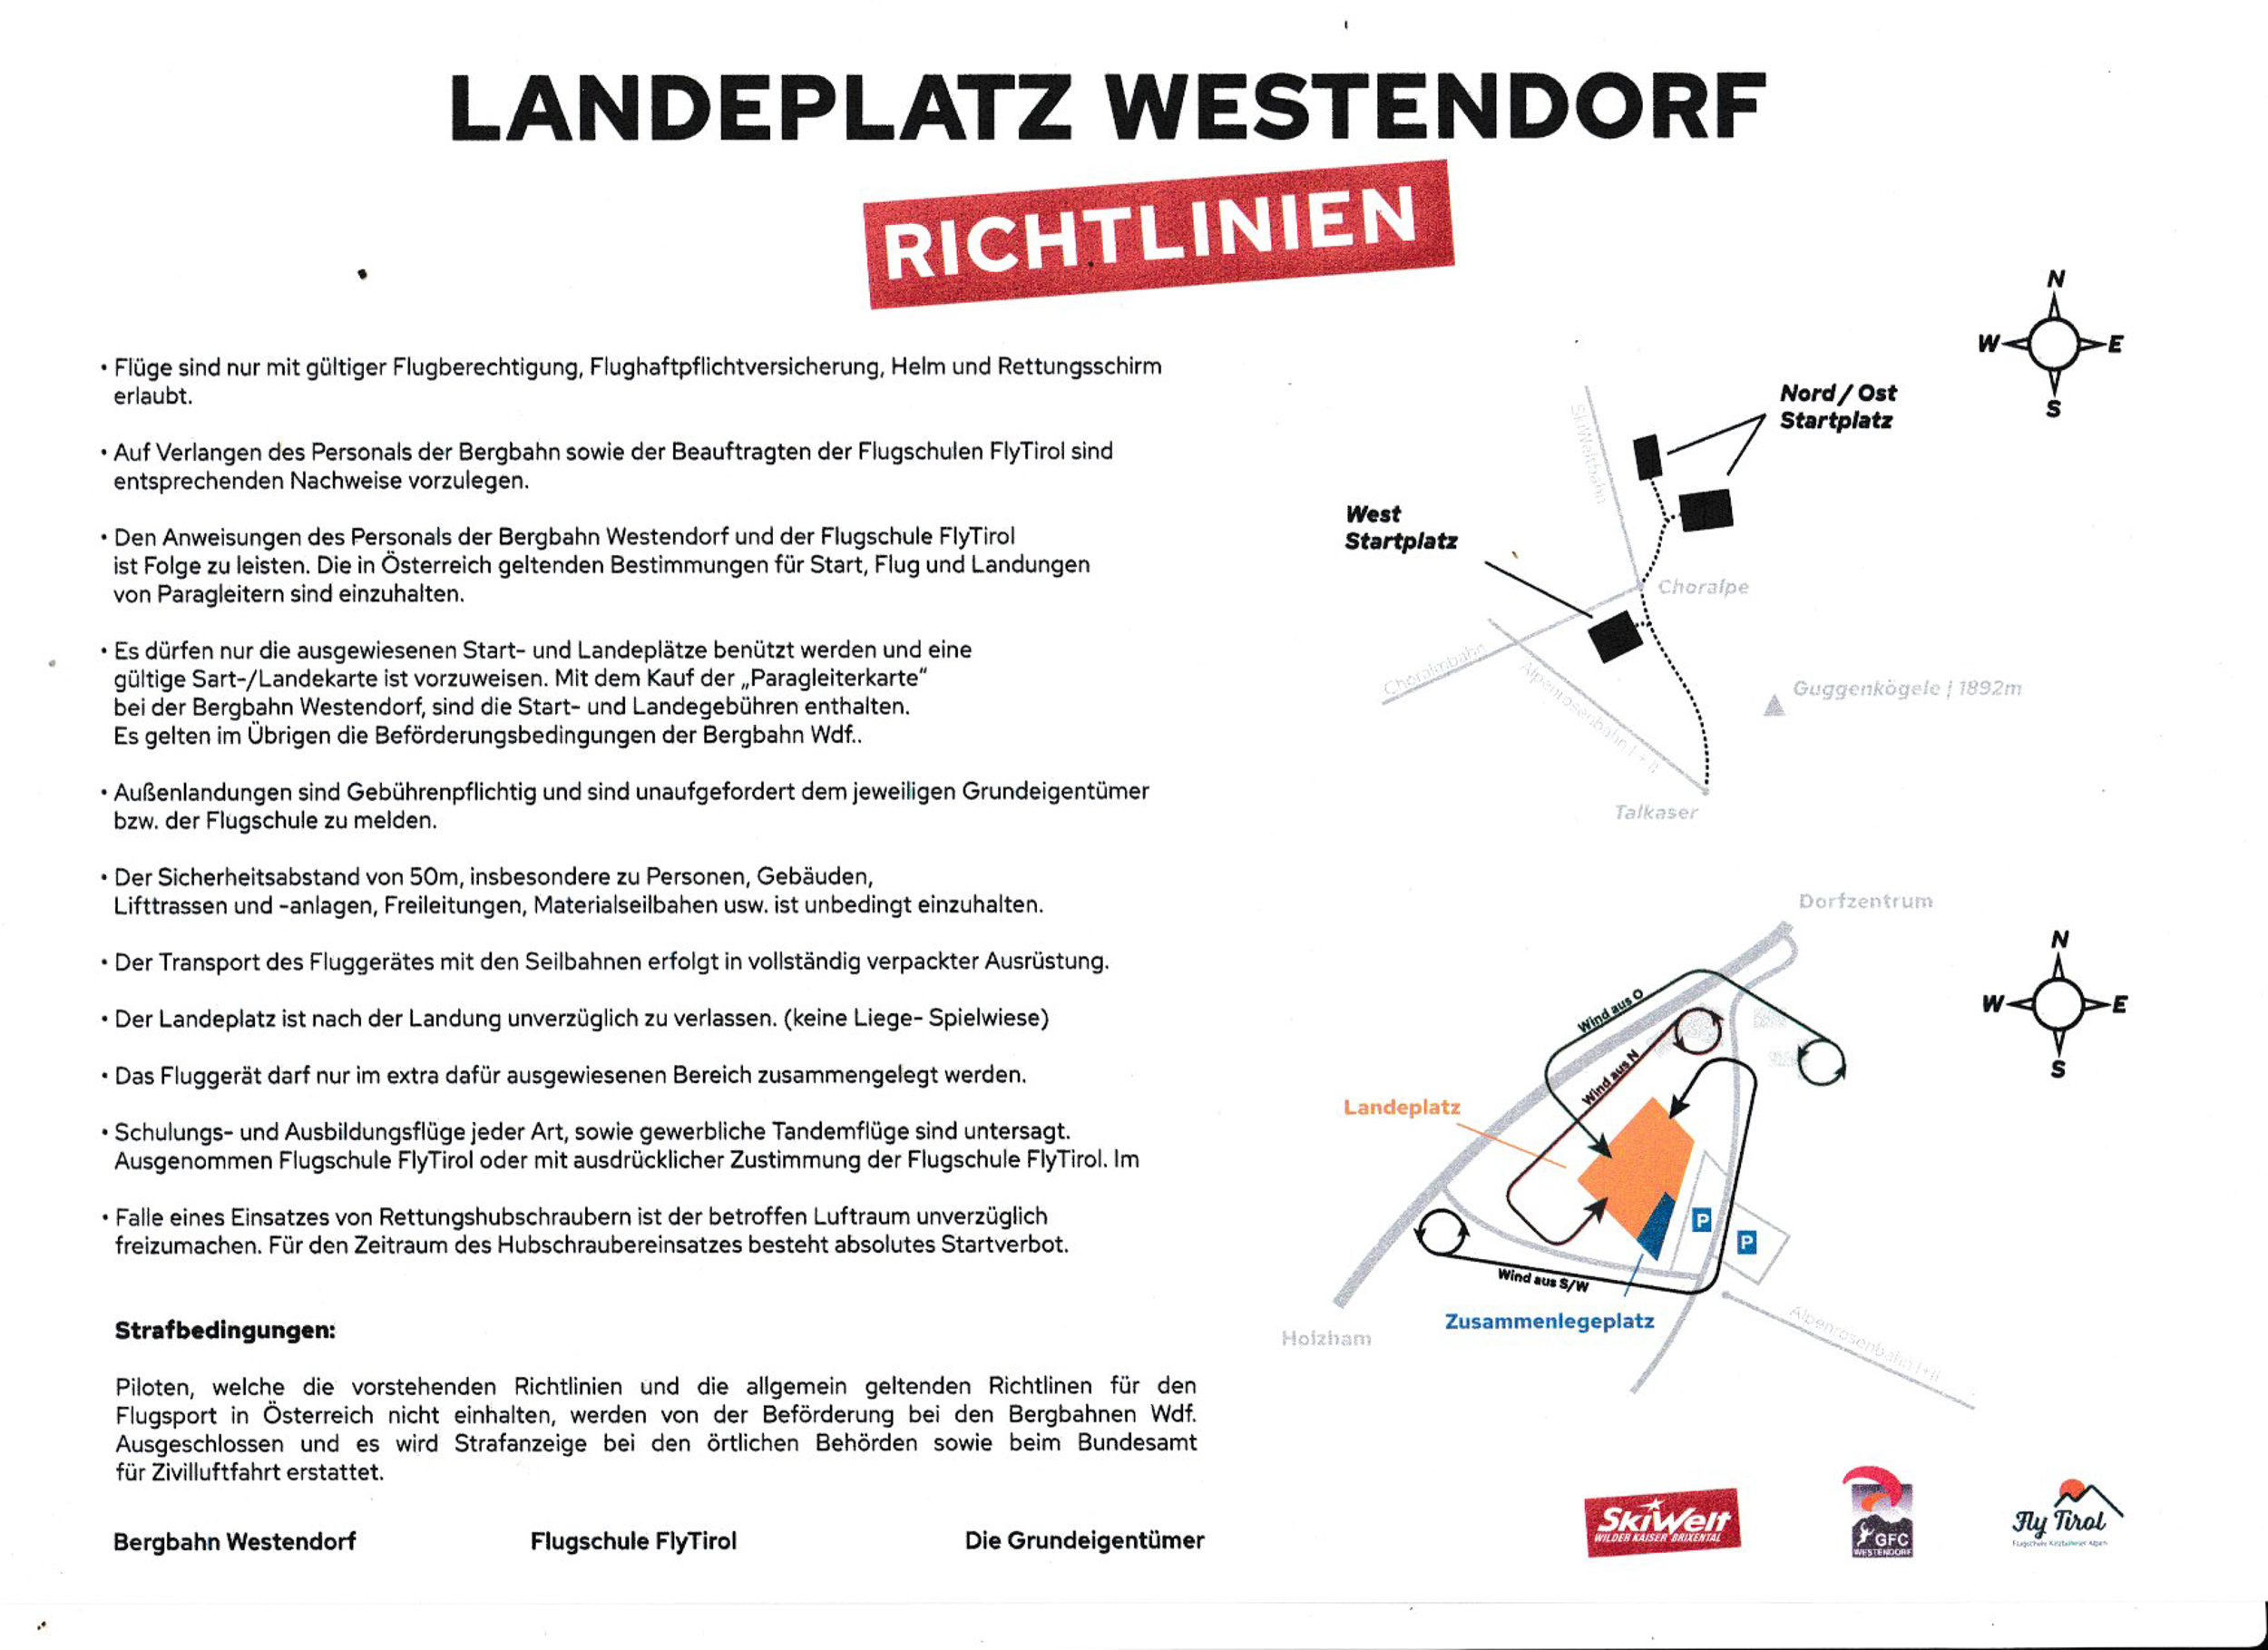 LANDEPLATZ WESTENDORF
RICHTLINIEN
• Flüge sind nur mit gültiger Flugberechtigung, Flughaftpflichtversicherung, Helm und Rettungsschirm
erlaubt.
• Auf Verlangen des Personals der Bergbahn sowie der Beauftragten der Flugschulen FlyTirol sind
entsprechenden Nachweise vorzulegen.
• Den Anweisungen des Personals der Bergbahn Westendorf und der Flugschule FlyTirol
ist Folge zu leisten. Die in Österreich geltenden Bestimmungen für Start, Flug und Landungen
von Paragleitern sind einzuhalten.
• Es dürfen nur die ausgewiesenen Start- und Landeplätze benützt werden und eine
gültige Sart-/Landekarte ist vorzuweisen. Mit dem Kauf der „Paragleiterkarte“
bei der Bergbahn Westendorf, sind die Start- und Landegebühren enthalten.
Es gelten im Übrigen die Beförderungsbedingungen der Bergbahn Wdf..
• Außenlandungen sind Gebührenpflichtig und sind unaufgefordert dem jeweiligen Grundeigentümer
bzw. der Flugschule zu melden.
• Der Sicherheitsabstand von 50m, insbesondere zu Personen, Gebäuden,
Lifttrassen und -anlagen, Freileitungen, Materialseilbahen usw. ist unbedingt einzuhalten.
• Der Transport des Fluggerätes mit den Seilbahnen erfolgt in vollständig verpackter Ausrüstung.
• Der Landeplatz ist nach der Landung unverzüglich zu verlassen. (keine Liege- Spielwiese)
• Das Fluggerät darf nur im extra dafür ausgewiesenen Bereich zusammengelegt werden.
• Schulungs- und Ausbildungsflüge jeder Art, sowie gewerbliche Tandemflüge sind untersagt.
Ausgenommen Flugschule FlyTirol oder mit ausdrücklicher Zustimmung der Flugschule FlyTirol. Im
• Falle eines Einsatzes von Rettungshubschraubern ist der betroffen Luftraum unverzüglich
freizumachen. Für den Zeitraum des Hubschraubereinsatzes besteht absolutes Startverbot.
Strafbedingungen:
Piloten, welche die vorstehenden Richtlinien und die allgemein geltenden Richtlinen für den
Flugsport in Österreich nicht einhalten, werden von der Beförderung bei den Bergbahnen Wdf.
Ausgeschlossen und es wird Strafanzeige bei den örtlichen Behörden sowie beim Bundesamt
für Zivilluftfahrt erstattet.
Bergbahn Westendorf
Flugschule FlyTirol
Die Grundeigentümer
N
W
E
S
Nord / Ost
Startplatz
SkiWeltbahn
West
Startplatz
Choralpe
Choralmbahn
Alpenrosenbahn I + II
Guggenkögele | 1892m
Talkaser
Dorfzentrum
N
W
E
S
Wind aus O
Wind aus N
Landeplatz
P
P
Wind aus S/W
Zusammenlegeplatz
Holzham
Alpenrosenbahn I+II
SkiWelt
WILDER KAISER BRIXENTAL
GFC
WESTENDORF
Fly Tirol
Flugschule Kitzbüheler Alpen